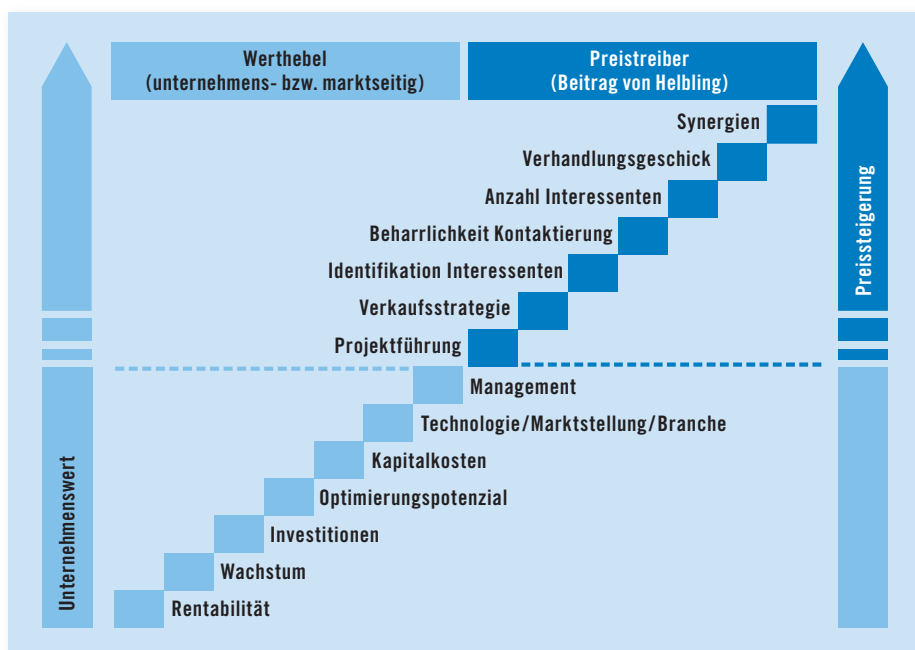 Werthebel
(unternehmens- bzw. marktseitig)
Preistreiber
(Beitrag von Helbling)
Synergien
Verhandlungsgeschick
Anzahl Interessenten
Beharrlichkeit Kontaktierung
Identifikation Interessenten
Verkaufsstrategie
Projektführung
Management
Technologie/Marktstellung/Branche
Kapitalkosten
Optimierungspotenzial
Investitionen
Wachstum
Rentabilität
Unternehmenswert
Preissteigerung